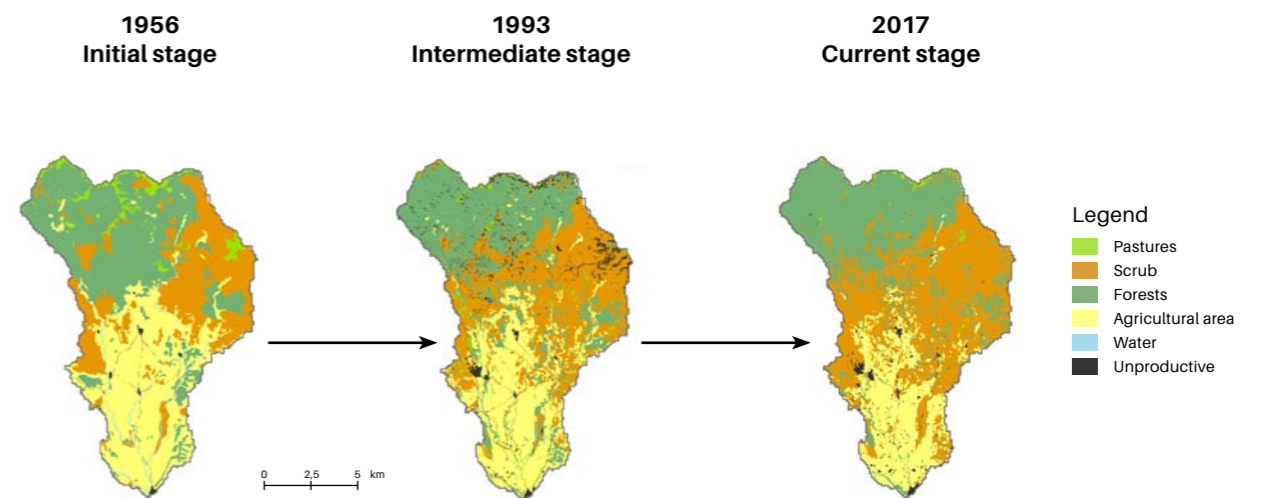 1956
Initial stage
1993
Intermediate stage
2017
Current stage
Legend
Pastures
Scrub
Forests
Agricultural area
Water
Unproductive
0 2,5 5 km